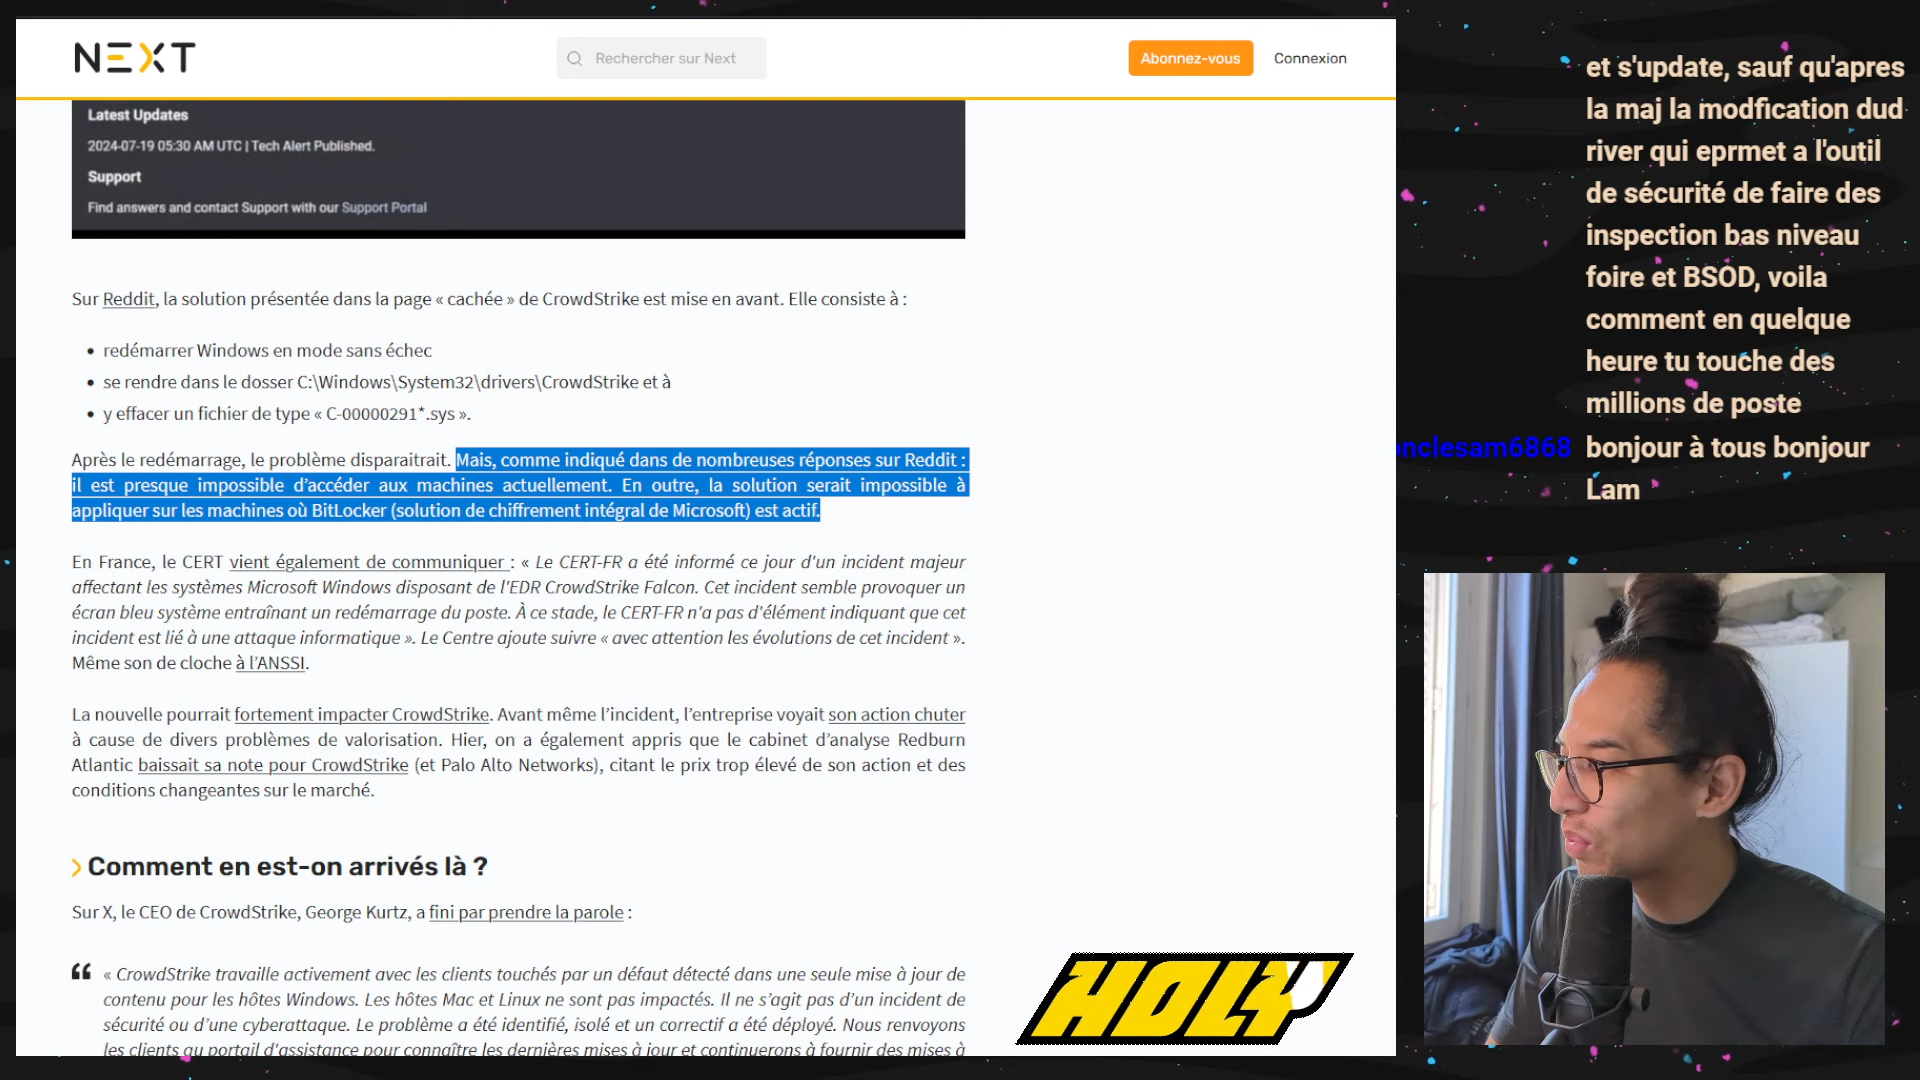 NEXT
Rechercher sur Next
Abonnez-vous
Connexion
Latest Updates
2024-07-19 05:30 AM UTC | Tech Alert Published.
Support
Find answers and contact Support with our Support Portal
Sur Reddit, la solution présentée dans la page « cachée » de CrowdStrike est mise en avant. Elle consiste à :
• redémarrer Windows en mode sans échec
• se rendre dans le dosser C:\Windows\System32\drivers\CrowdStrike et à
• y effacer un fichier de type « C-00000291*.sys ».
Après le redémarrage, le problème disparaitrait. Mais, comme indiqué dans de nombreuses réponses sur Reddit :
il est presque impossible d’accéder aux machines actuellement. En outre, la solution serait impossible à
appliquer sur les machines où BitLocker (solution de chiffrement intégral de Microsoft) est actif.
En France, le CERT vient également de communiquer : « Le CERT-FR a été informé ce jour d'un incident majeur
affectant les systèmes Microsoft Windows disposant de l'EDR CrowdStrike Falcon. Cet incident semble provoquer un
écran bleu système entraînant un redémarrage du poste. À ce stade, le CERT-FR n'a pas d’élément indiquant que cet
incident est lié à une attaque informatique ». Le Centre ajoute suivre « avec attention les évolutions de cet incident ».
Même son de cloche à l’ANSSI.
La nouvelle pourrait fortement impacter CrowdStrike. Avant même l’incident, l’entreprise voyait son action chuter
à cause de divers problèmes de valorisation. Hier, on a également appris que le cabinet d’analyse Redburn
Atlantic baissait sa note pour CrowdStrike (et Palo Alto Networks), citant le prix trop élevé de son action et des
conditions changeantes sur le marché.
Comment en est-on arrivés là ?
Sur X, le CEO de CrowdStrike, George Kurtz, a fini par prendre la parole :
« CrowdStrike travaille activement avec les clients touchés par un défaut détecté dans une seule mise à jour de
contenu pour les hôtes Windows. Les hôtes Mac et Linux ne sont pas impactés. Il ne s’agit pas d’un incident de
sécurité ou d’une cyberattaque. Le problème a été identifié, isolé et un correctif a été déployé. Nous renvoyons
les clients au portail d'assistance pour connaître les dernières mises à jour et continuerons à fournir des mises à
HOLY
et s'update, sauf qu'apres
la maj la modfication dud
river qui eprmet a l'outil
de sécurité de faire des
inspection bas niveau
foire et BSOD, voila
comment en quelque
heure tu touche des
millions de poste
onclesam6868 bonjour à tous bonjour
Lam